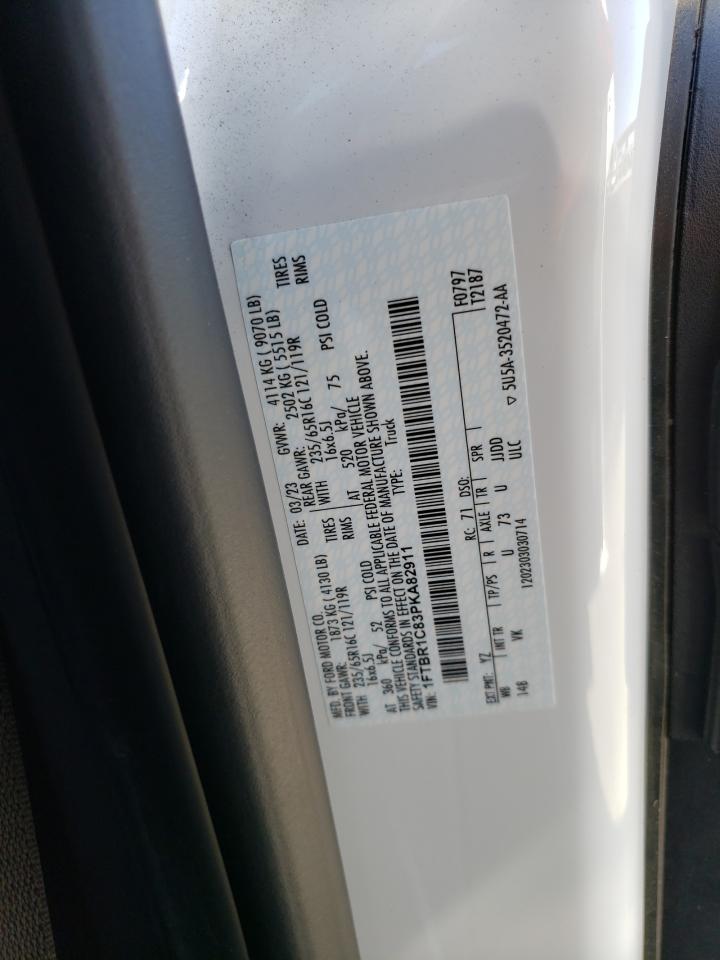 MFD. BY FORD MOTOR CO.
DATE: 03/23 GVWR: 4114 KG ( 9070 LB)
FRONT GAWR: 1873 KG ( 4130 LB) REAR GAWR: 2502 KG ( 5515 LB)
WITH 235/65R16C 121/119R TIRES WITH 235/65R16C 121/119R TIRES
16x6.5J RIMS 16x6.5J RIMS
AT 360 kPa/ 52 PSI COLD AT 520 kPa/ 75 PSI COLD
THIS VEHICLE CONFORMS TO ALL APPLICABLE FEDERAL MOTOR VEHICLE
SAFETY STANDARDS IN EFFECT ON THE DATE OF MANUFACTURE SHOWN ABOVE.
VIN: 1FTBR1C83PKA82911 TYPE: Truck
F0797
EXT PNT: YZ RC: 71 DSO: T2187
WB INT TR TP/PS R AXLE TR SPR
148 VK U 73 U JJOD
120230303071​4 ULC
▽ 5U5A-3520472-AA